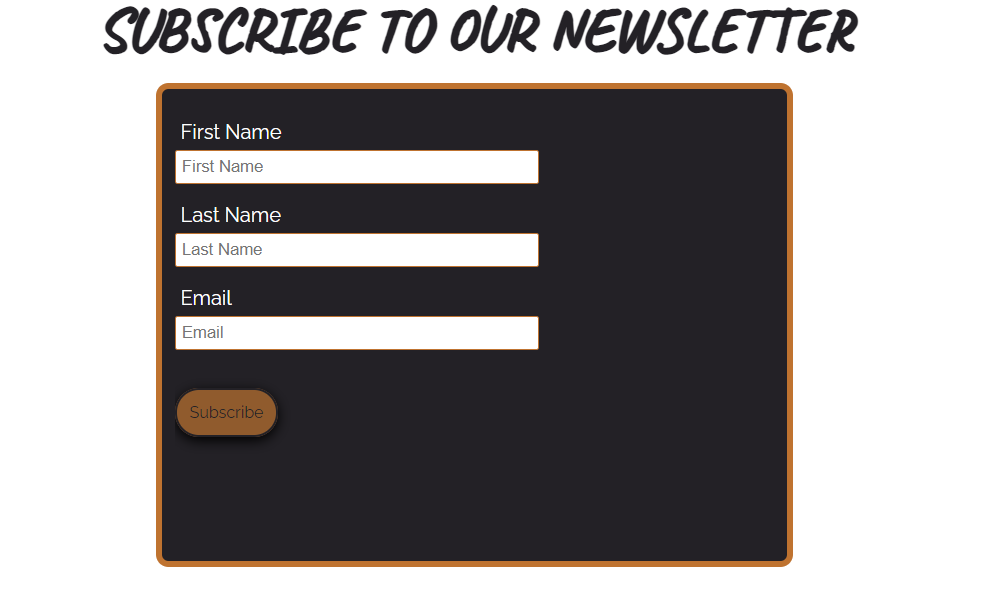 SUBSCRIBE TO OUR NEWSLETTER
First Name
First Name
Last Name
Last Name
Email
Email
Subscribe